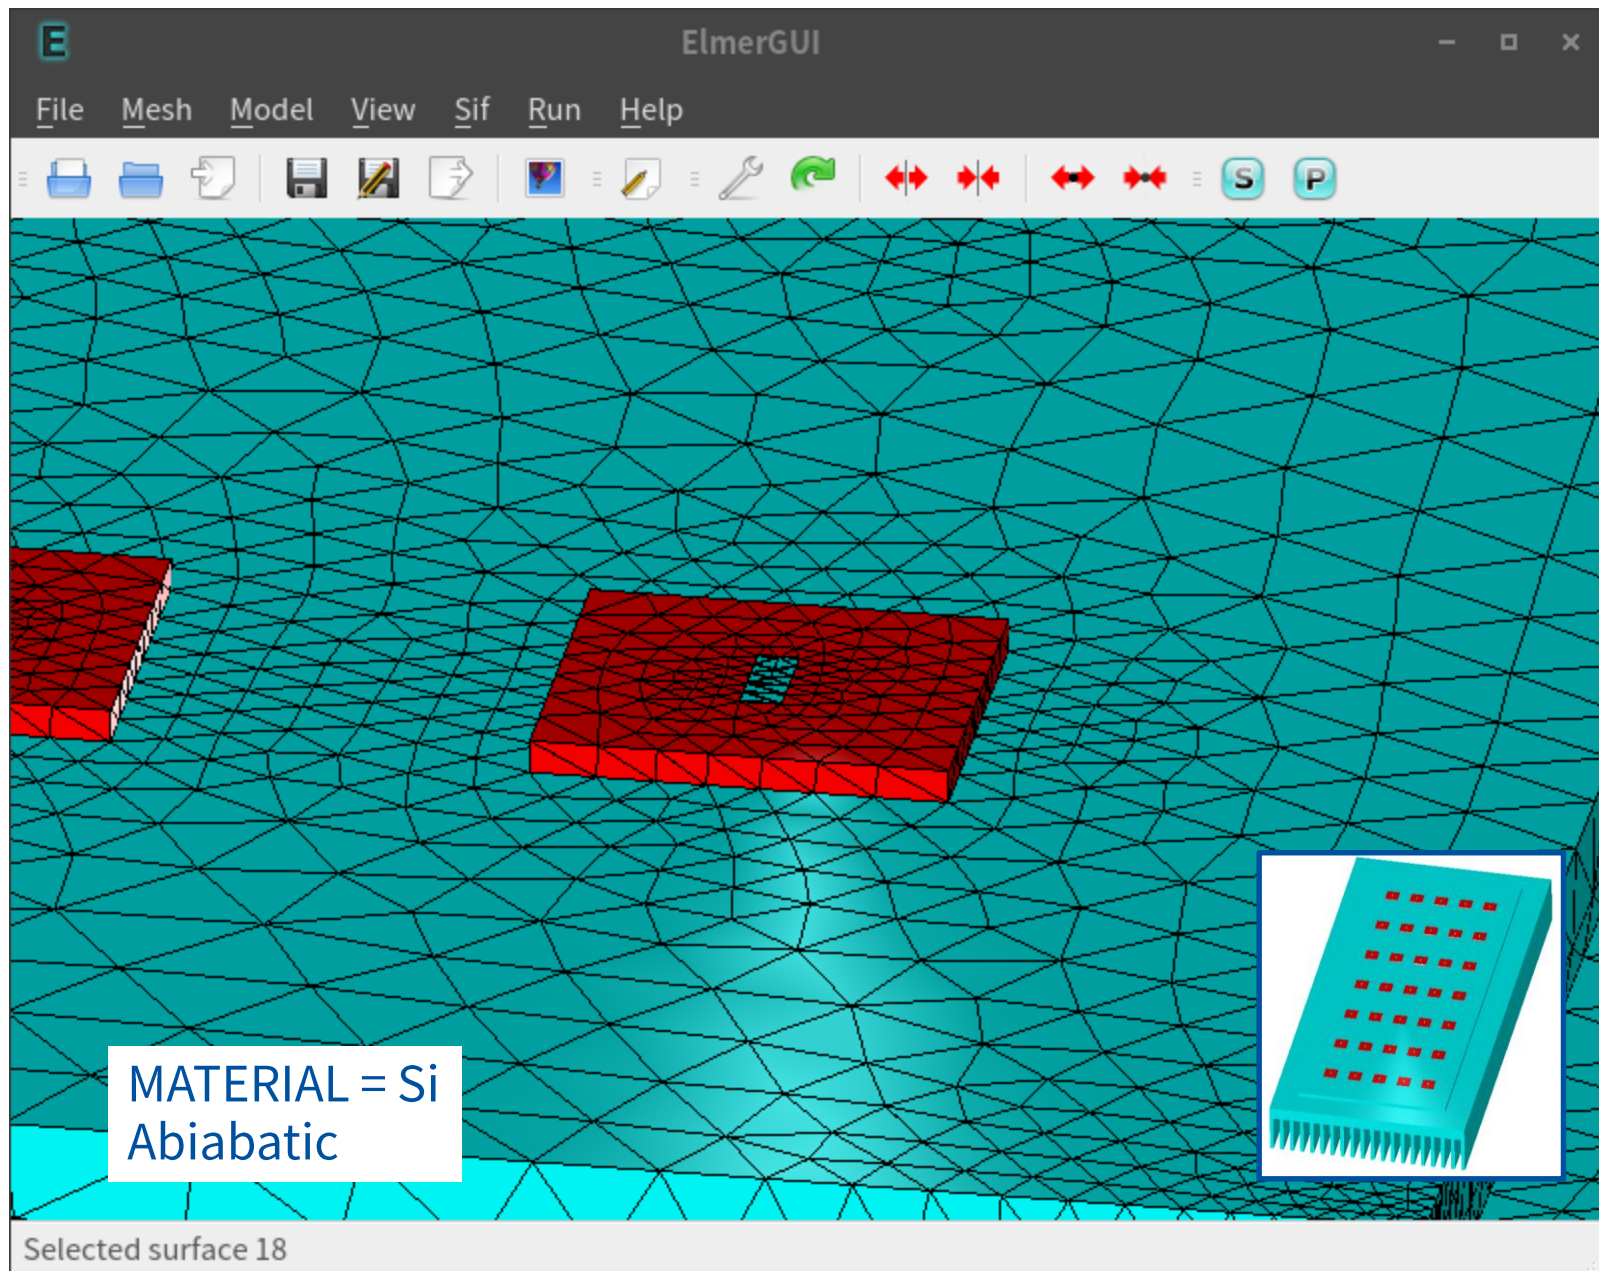 E
ElmerGUI
File Mesh Model View Sif Run Help
S P
MATERIAL = Si
Abiabatic
Selected surface 18